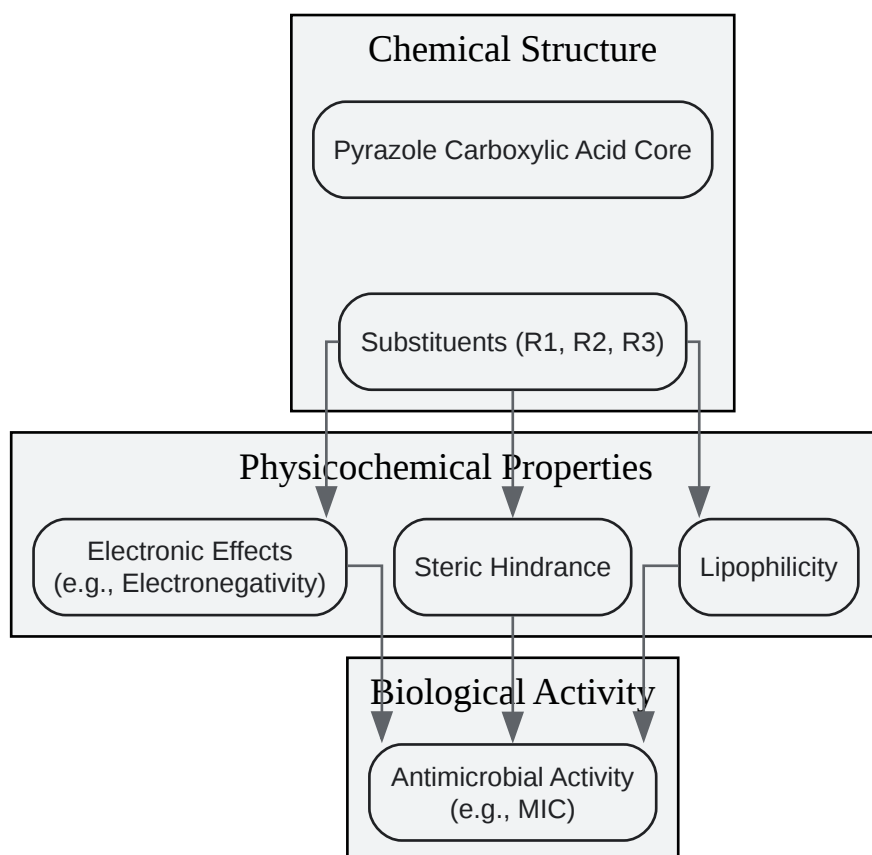 Chemical Structure
Pyrazole Carboxylic Acid Core
Substituents (R1, R2, R3)
Physicochemical Properties
Electronic Effects
(e.g., Electronegativity)
Steric Hindrance
Lipophilicity
Biological Activity
Antimicrobial Activity
(e.g., MIC)